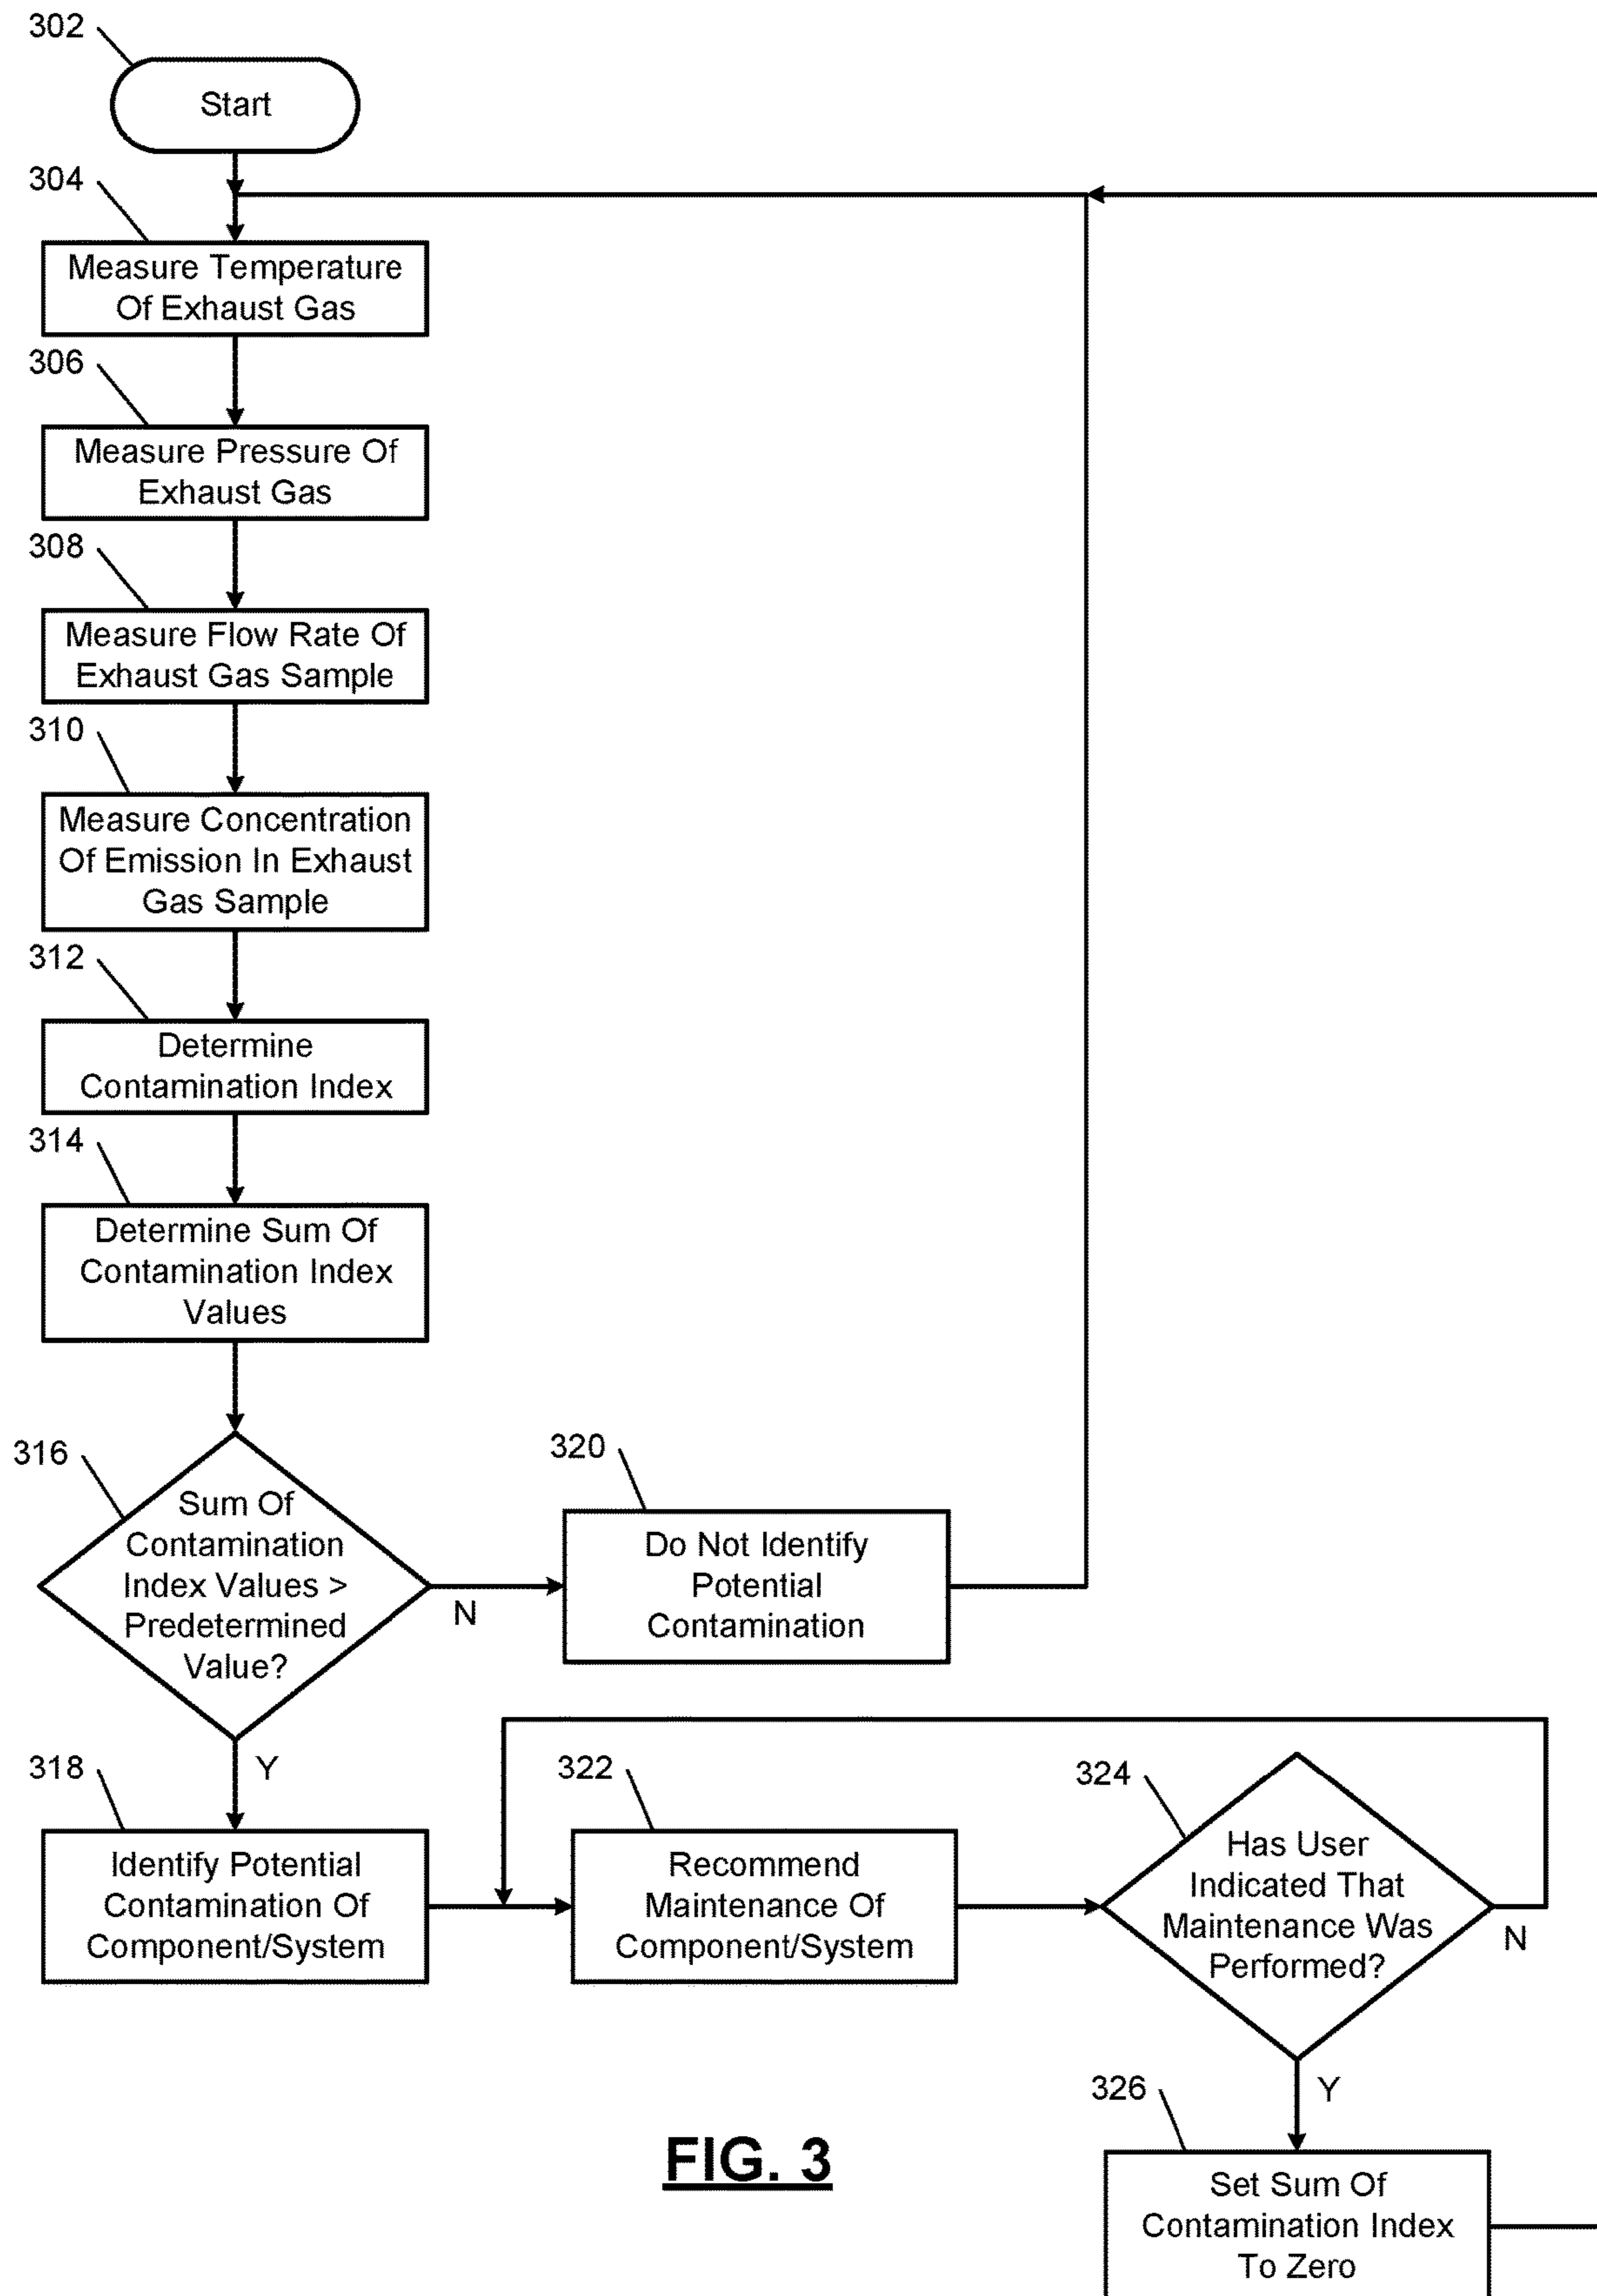 302
Start
304
Measure Temperature
Of Exhaust Gas
306
Measure Pressure Of
Exhaust Gas
308
Measure Flow Rate Of
Exhaust Gas Sample
310
Measure Concentration
Of Emission In Exhaust
Gas Sample
312
Determine
Contamination Index
314
Determine Sum Of
Contamination Index
Values
316
Sum Of
Contamination
Index Values >
Predetermined
Value?
N
Y
320
Do Not Identify
Potential
Contamination
318
Identify Potential
Contamination Of
Component/System
322
Recommend
Maintenance Of
Component/System
324
Has User
Indicated That
Maintenance Was
Performed?
N
Y
326
Set Sum Of
Contamination Index
To Zero
FIG. 3